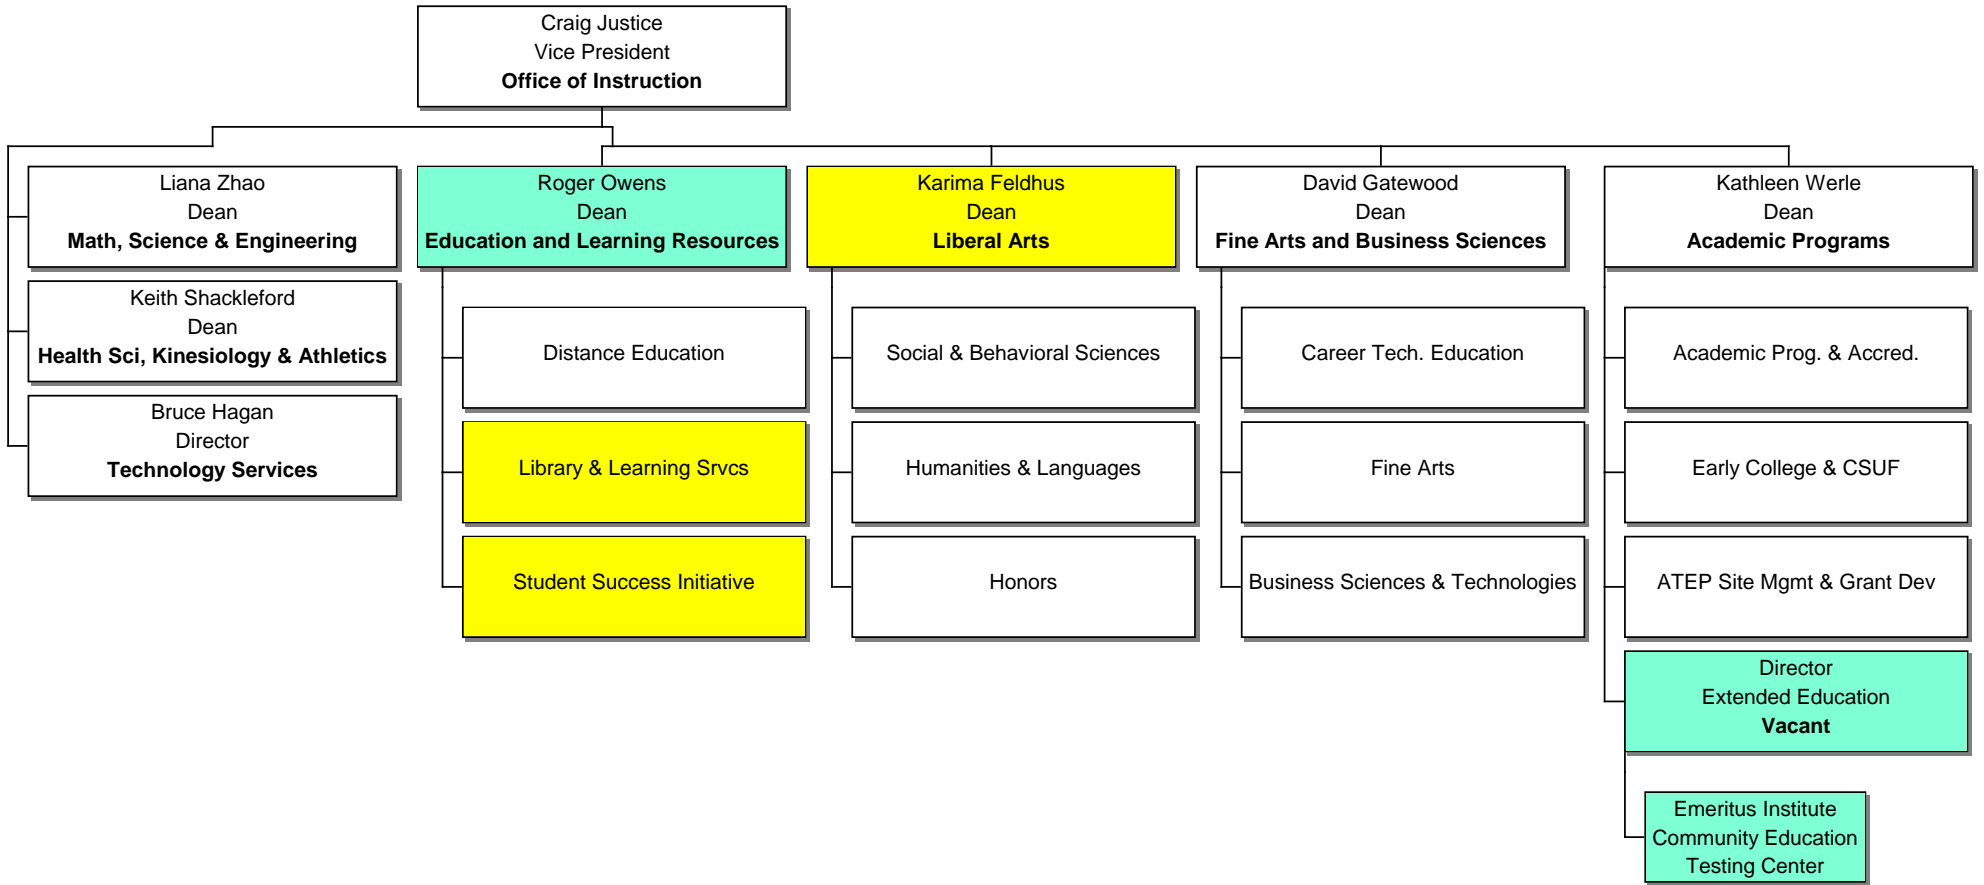 Craig Justice
Vice President
Office of Instruction
Liana Zhao
Dean
Math, Science & Engineering
Keith Shackleford
Dean
Health Sci, Kinesiology & Athletics
Bruce Hagan
Director
Technology Services
Roger Owens
Dean
Education and Learning Resources
Distance Education
Library & Learning Srvcs
Student Success Initiative
Karima Feldhus
Dean
Liberal Arts
Social & Behavioral Sciences
Humanities & Languages
Honors
David Gatewood
Dean
Fine Arts and Business Sciences
Career Tech. Education
Fine Arts
Business Sciences & Technologies
Kathleen Werle
Dean
Academic Programs
Academic Prog. & Accred.
Early College & CSUF
ATEP Site Mgmt & Grant Dev
Director
Extended Education
Vacant
Emeritus Institute
Community Education
Testing Center